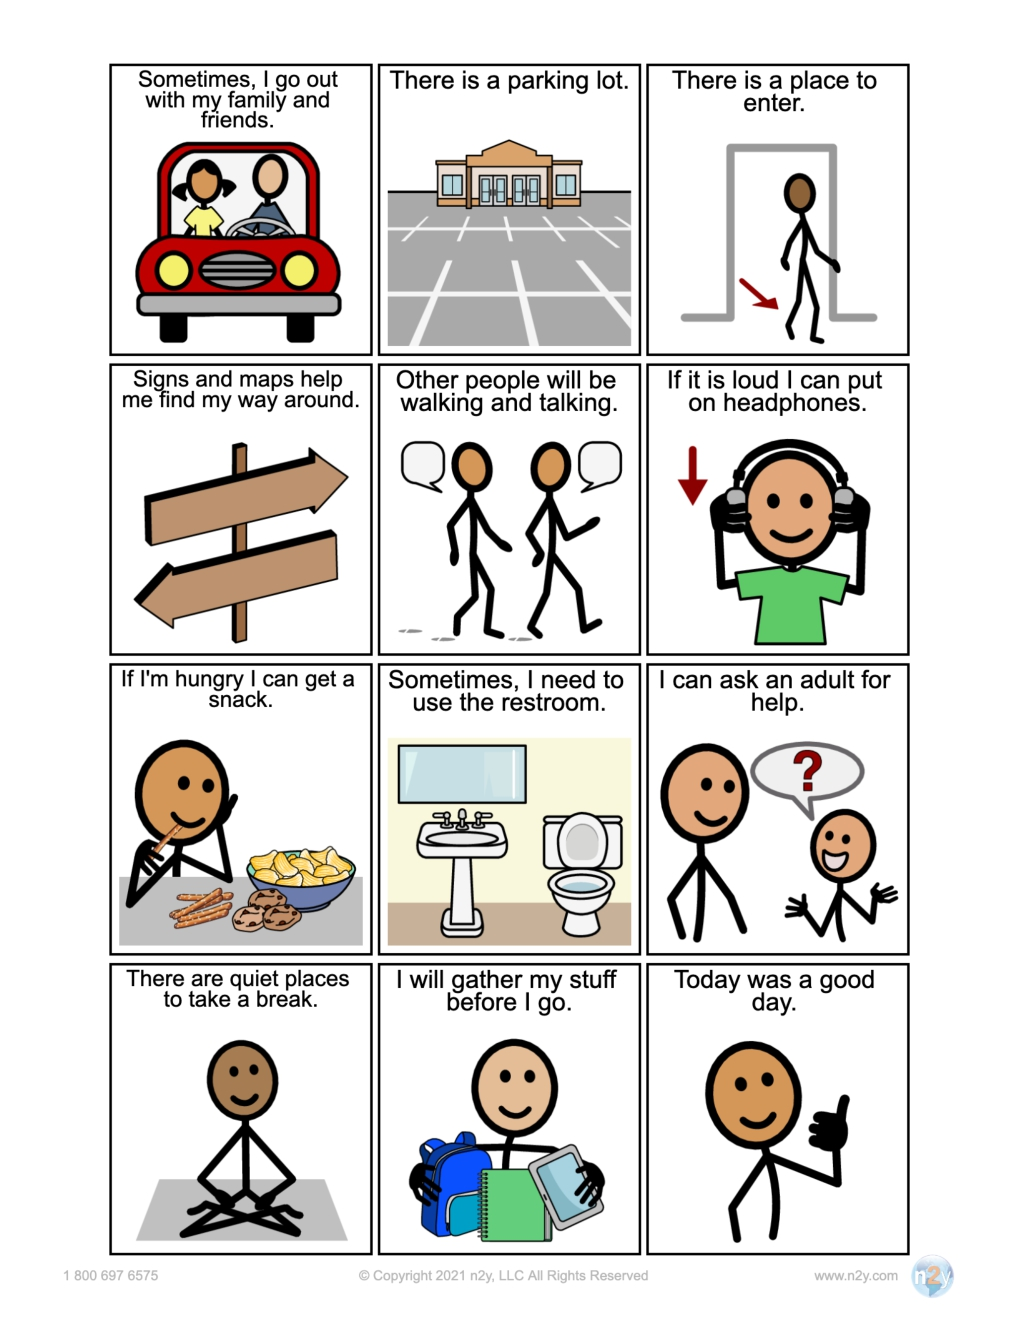 Sometimes, I go out
with my family and
friends.
There is a parking lot.
There is a place to
enter.
Signs and maps help
me find my way around.
Other people will be
walking and talking.
If it is loud I can put
on headphones.
If I'm hungry I can get a
snack.
Sometimes, I need to
use the restroom.
I can ask an adult for
help.
?
There are quiet places
to take a break.
I will gather my stuff
before I go.
Today was a good
day.
1 800 697 6575
© Copyright 2021 n2y, LLC All Rights Reserved
www.n2y.com
n2y